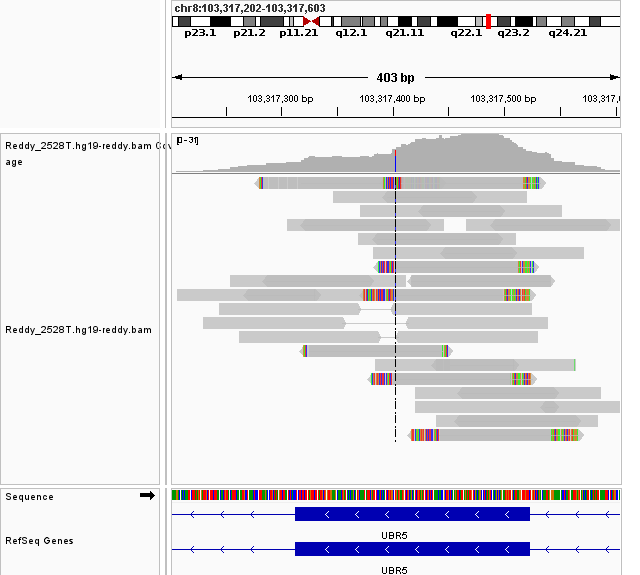 chr8:103,317,202-103,317,603
p23.1 p21.2 p11.21 q12.1 q21.11 q22.1 q23.2 q24.21
403 bp
103,317,300 bp 103,317,400 bp 103,317,500 bp 103,317,
Reddy_2528T.hg19-reddy.bam Cov
age
[0-31]
Reddy_2528T.hg19-reddy.bam
Sequence
RefSeq Genes
UBR5
UBR5